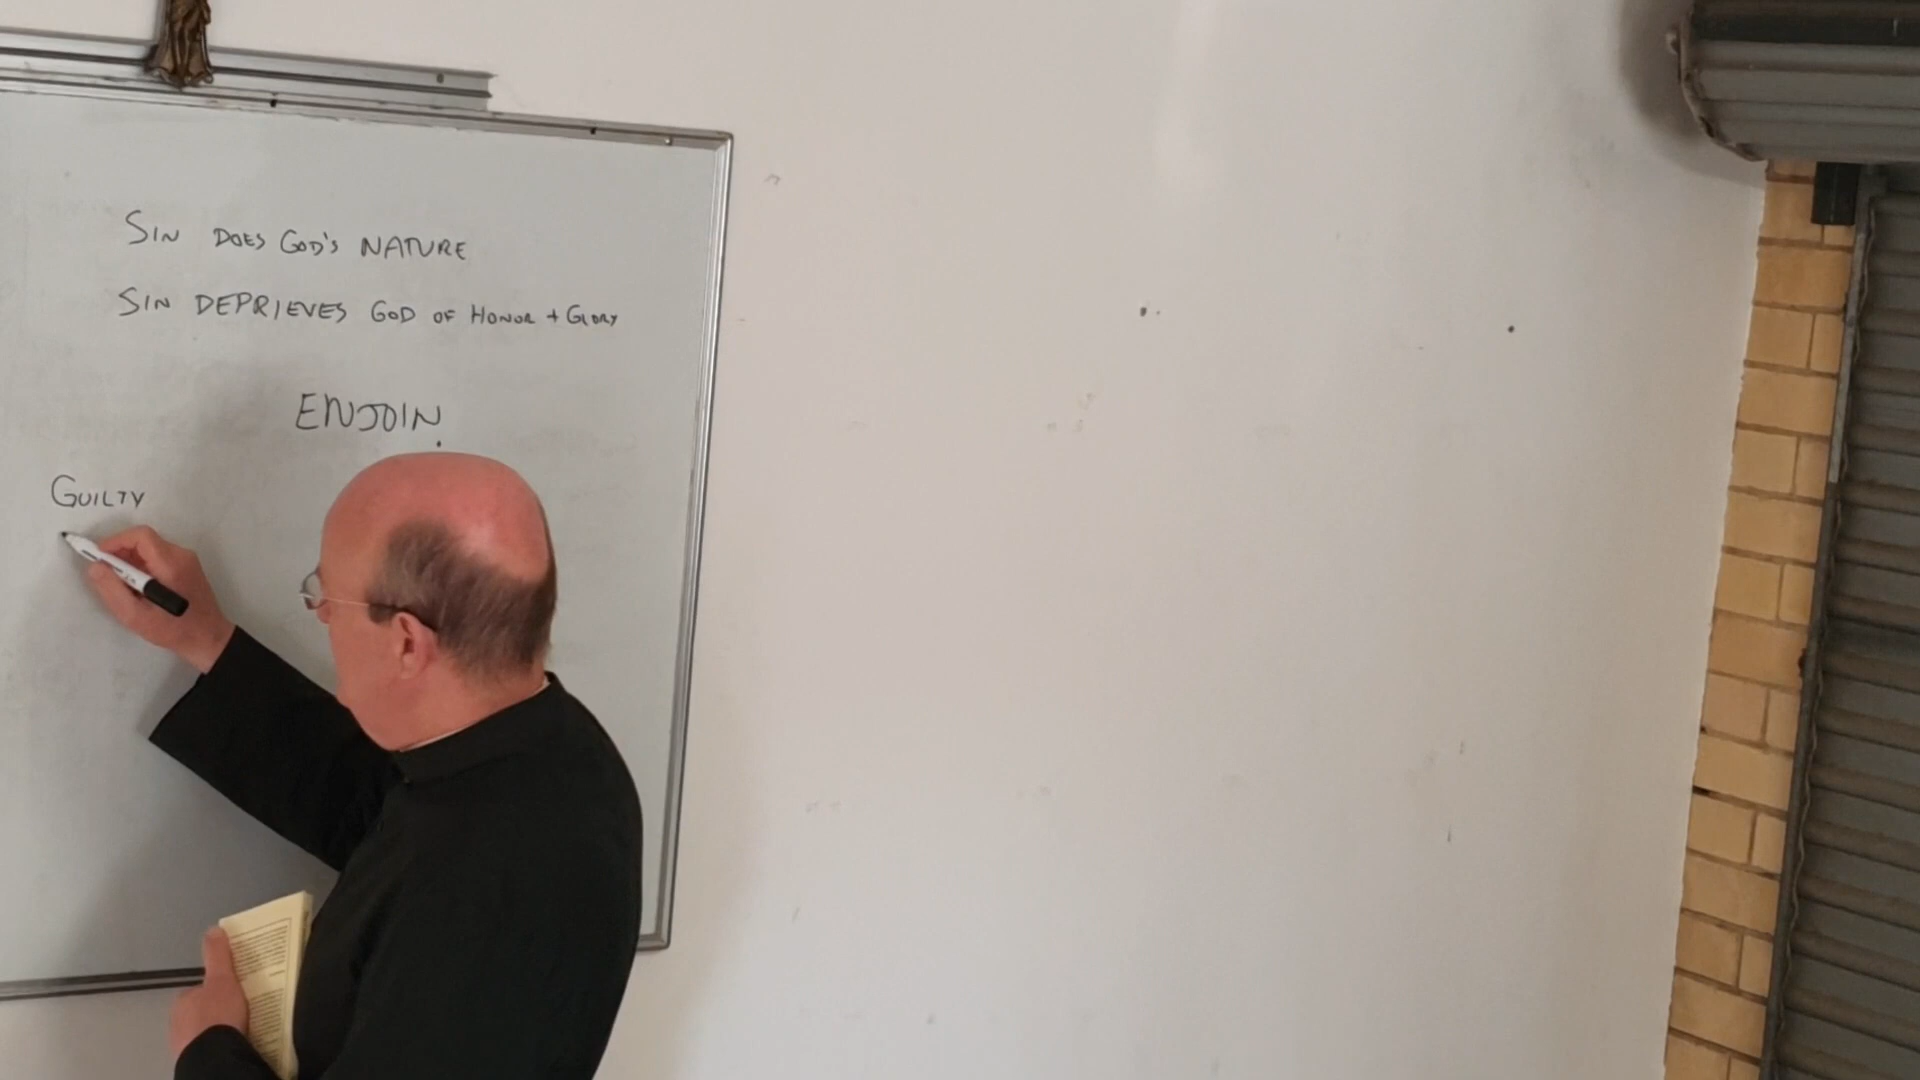 SIN DOES GOD'S NATURE
SIN DEPRIEVES GOD OF HONOR + GLORY
ENJOIN
GUILTY